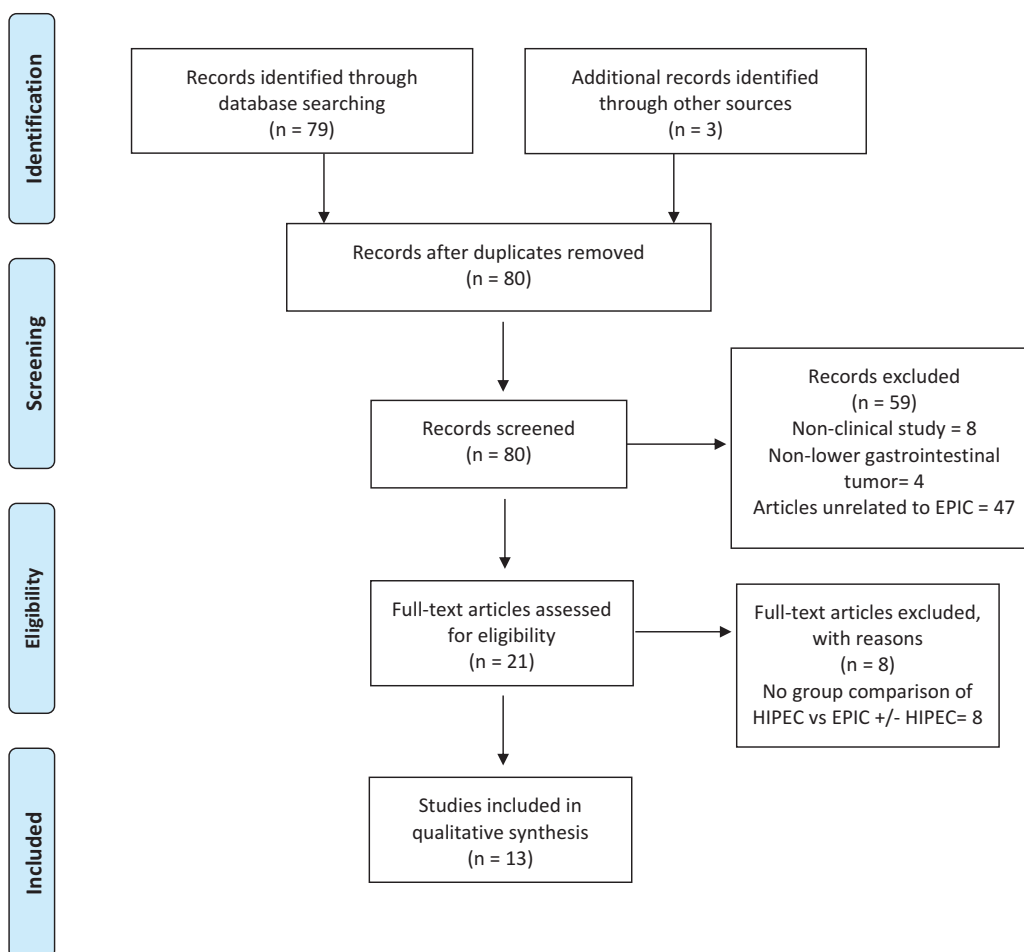 Identification
Records identified through
database searching
(n = 79)
Additional records identified
through other sources
(n = 3)
Records after duplicates removed
(n = 80)
Screening
Records screened
(n = 80)
Records excluded
(n = 59)
Non-clinical study = 8
Non-lower gastrointestinal
tumor= 4
Articles unrelated to EPIC = 47
Eligibility
Full-text articles assessed
for eligibility
(n = 21)
Full-text articles excluded,
with reasons
(n = 8)
No group comparison of
HIPEC vs EPIC +/- HIPEC= 8
Included
Studies included in
qualitative synthesis
(n = 13)